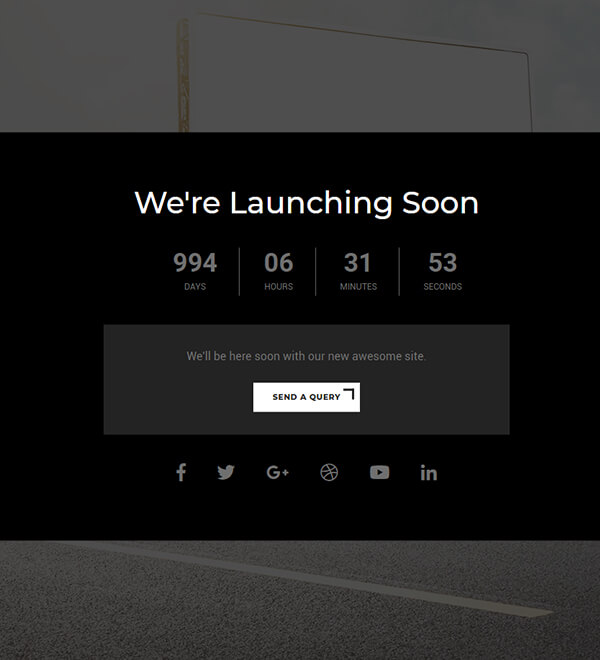 We're Launching Soon
994 06 31 53
DAYS HOURS MINUTES SECONDS
We'll be here soon with our new awesome site.
SEND A QUERY